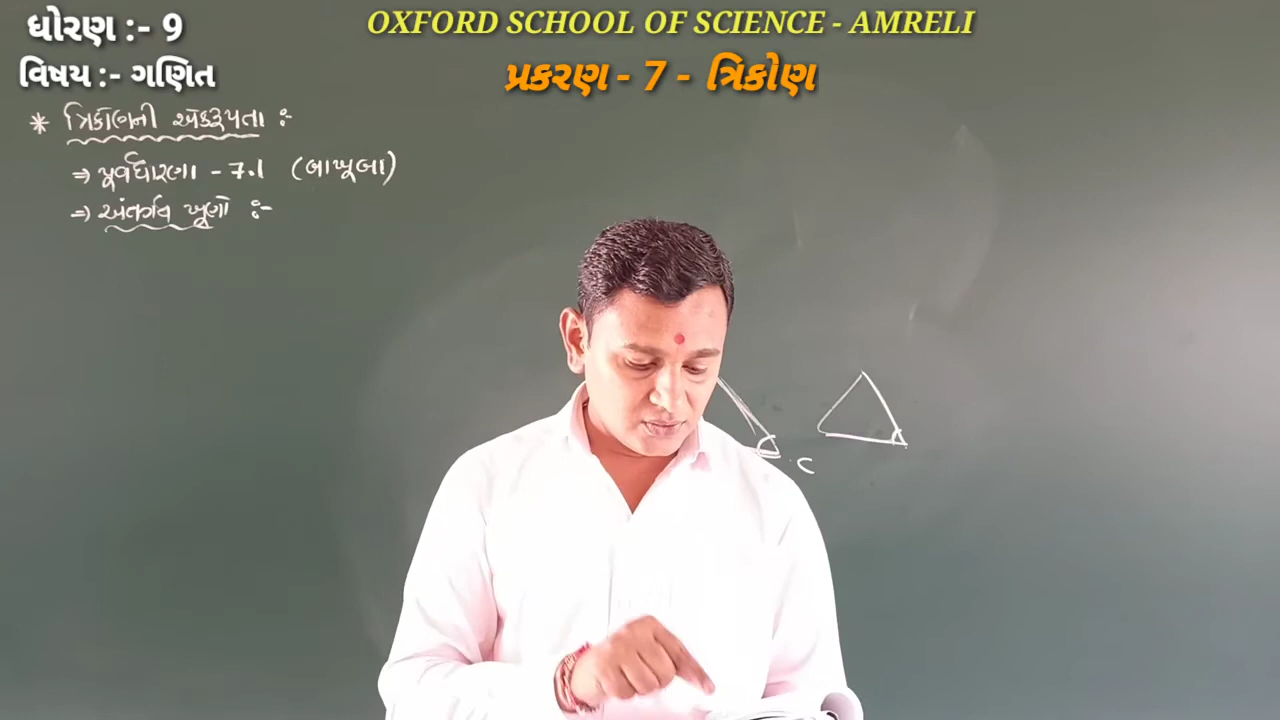 ધોરણ :- 9
OXFORD SCHOOL OF SCIENCE - AMRELI
વિષય :- ગણિત
પ્રકરણ - 7 - ત્રિકોણ
* ત્રિકોણની એકરૂપતા :-
⇒ પૂર્વધારણા - 7.1 (બાખૂબા)
⇒ અંતર્ગત ખૂણો :-
C